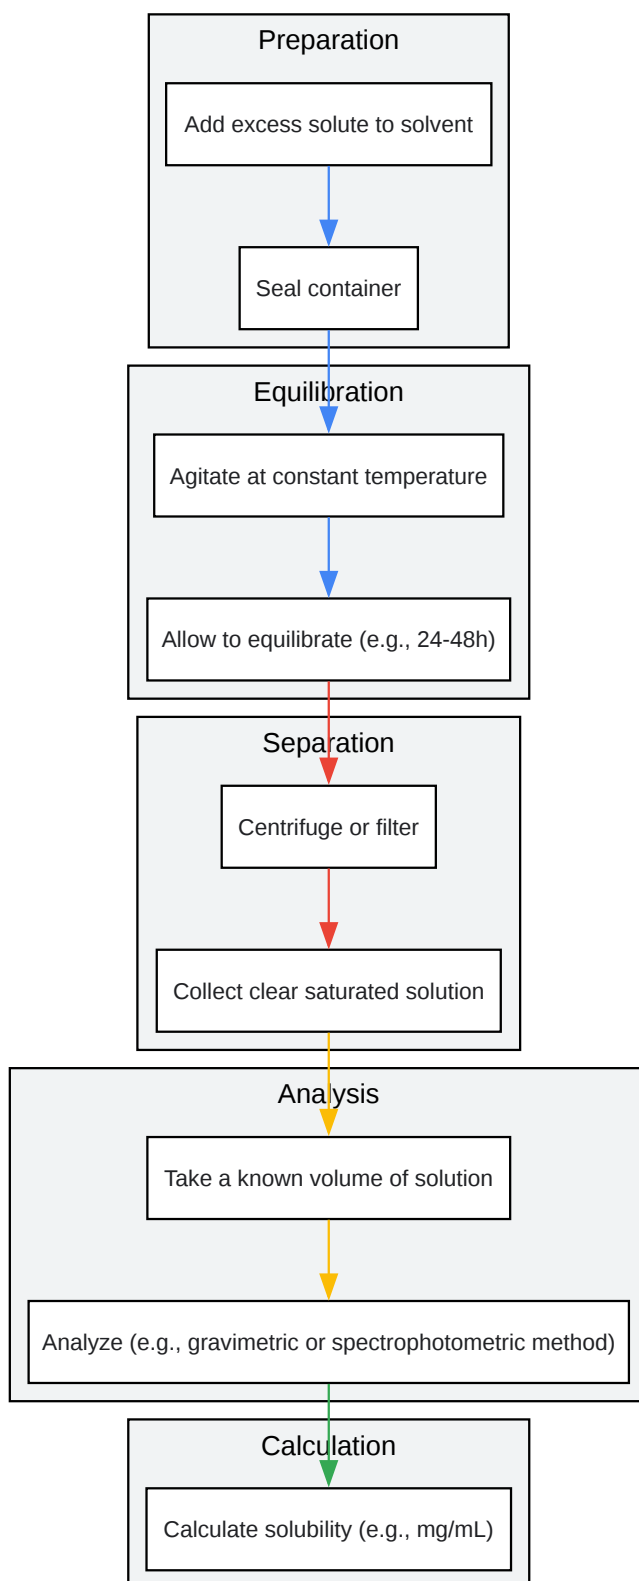 Preparation
Add excess solute to solvent
Seal container
Equilibration
Agitate at constant temperature
Allow to equilibrate (e.g., 24-48h)
Separation
Centrifuge or filter
Collect clear saturated solution
Analysis
Take a known volume of solution
Analyze (e.g., gravimetric or spectrophotometric method)
Calculation
Calculate solubility (e.g., mg/mL)